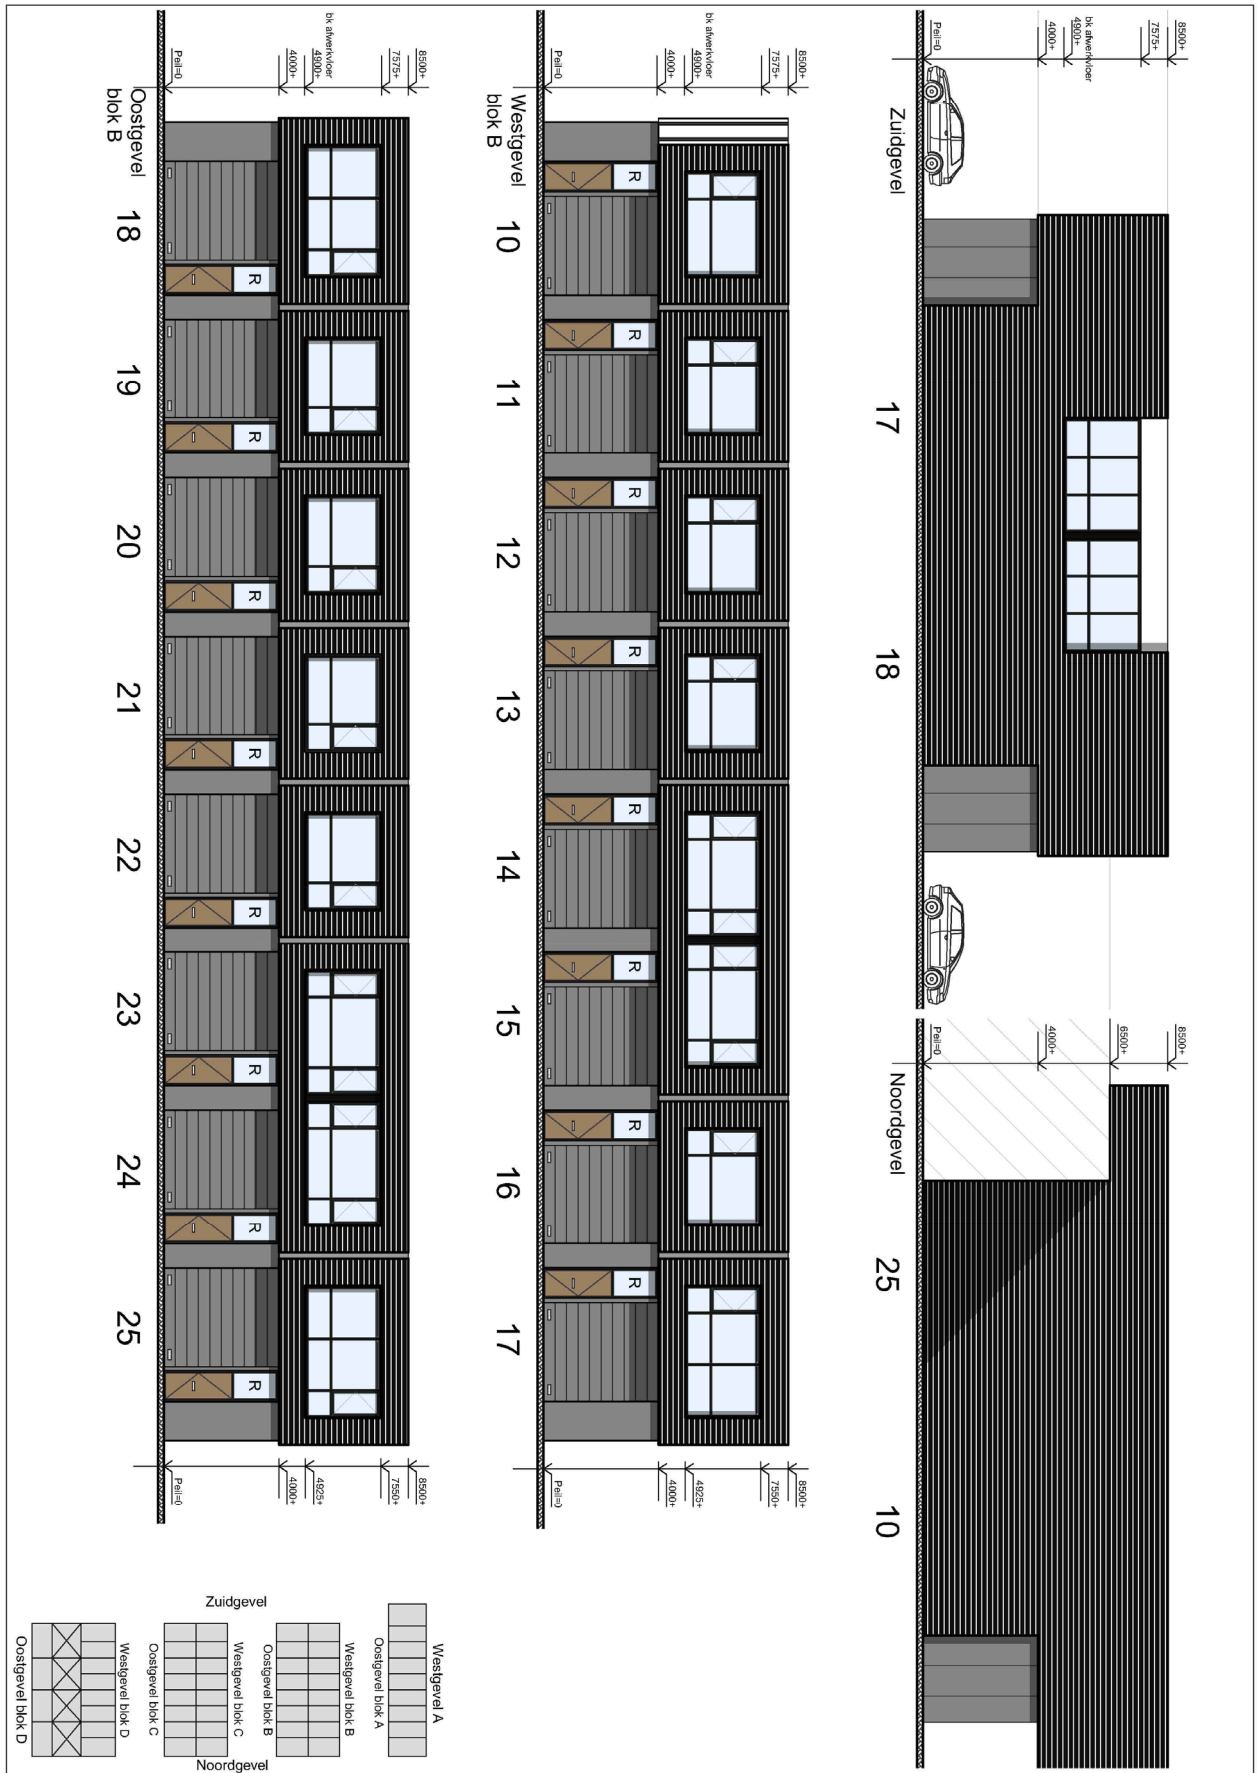 8500+
7575+
bk afwerkvloer
4900+
4000+
Peil=0
Zuidgevel
17
18
8500+
6500+
4000+
Peil=0
Noordgevel
25
10
8500+
7575+
bk afwerkvloer
4900+
4000+
Peil=0
R
R
R
R
R
R
R
R
Westgevel
blok B
10
11
12
13
14
15
16
17
8500+
7550+
4925+
4000+
Peil=0
8500+
7575+
bk afwerkvloer
4900+
4000+
Peil=0
R
R
R
R
R
R
R
R
Oostgevel
blok B
18
19
20
21
22
23
24
25
8500+
7550+
4925+
4000+
Peil=0
Westgevel A
Oostgevel blok A
Westgevel blok B
Oostgevel blok B
Zuidgevel
Noordgevel
Westgevel blok C
Oostgevel blok C
Westgevel blok D
Oostgevel blok D